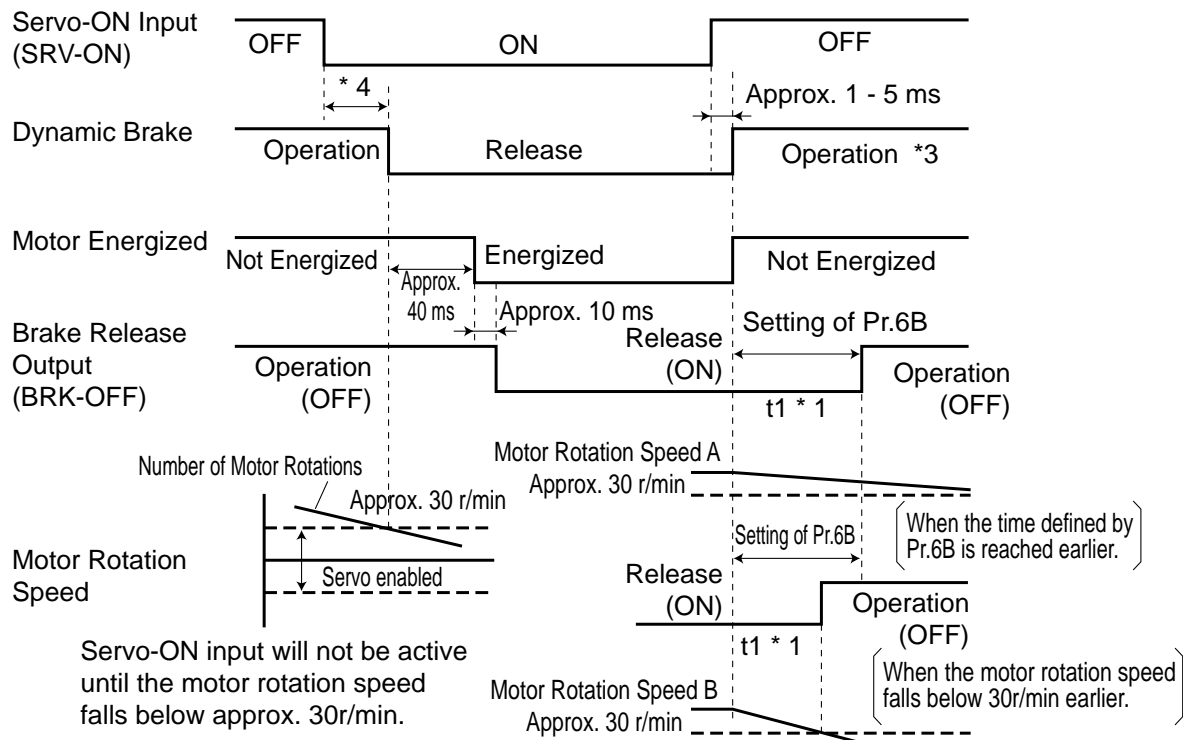 Servo-ON Input
(SRV-ON)
OFF
ON
OFF
* 4
Approx. 1 - 5 ms
Dynamic Brake
Operation
Release
Operation *3
Motor Energized
Not Energized
Energized
Not Energized
Approx.
40 ms
Approx. 10 ms
Setting of Pr.6B
Brake Release
Output
(BRK-OFF)
Operation
(OFF)
Release
(ON)
t1 * 1
Operation
(OFF)
Number of Motor Rotations
Approx. 30 r/min
Motor Rotation Speed A
Approx. 30 r/min
When the time defined by
Pr.6B is reached earlier.
Motor Rotation
Speed
Servo enabled
Setting of Pr.6B
Release
(ON)
t1 * 1
Operation
(OFF)
Servo-ON input will not be active
until the motor rotation speed
falls below approx. 30r/min.
Motor Rotation Speed B
Approx. 30 r/min
When the motor rotation speed
falls below 30r/min earlier.